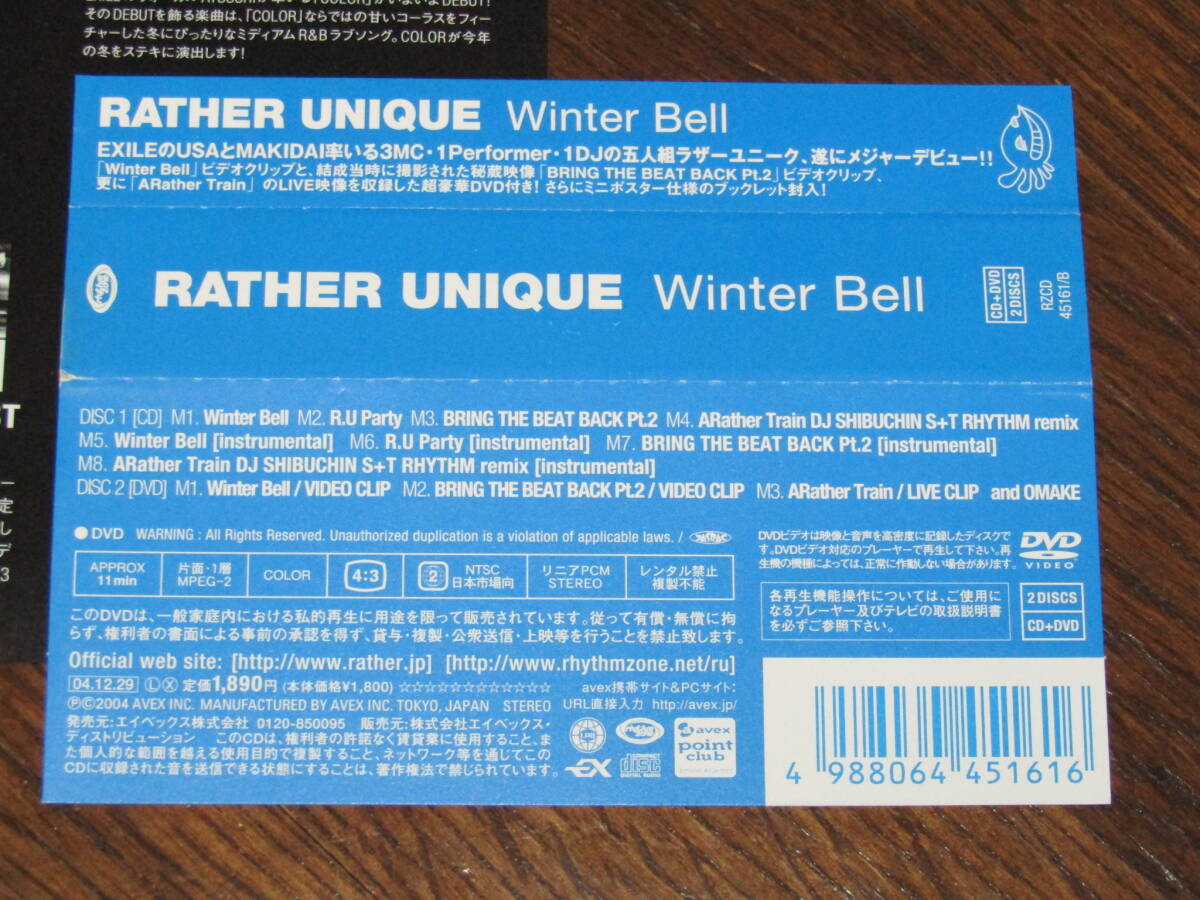 そのDEBUTを飾る楽曲は、「COLOR」ならではの甘いコーラスをフィー
チャーした冬にぴったりなミディアムR&Bラブソング。COLORが今年
の冬をステキに演出します!
RATHER UNIQUE Winter Bell
EXILEのUSAとMAKIDAI率いる3MC・1Performer・1DJの五人組ラザーユニーク、遂にメジャーデビュー!!
「Winter Bell」ビデオクリップと、結成当時に撮影された秘蔵映像「BRING THE BEAT BACK Pt.2」ビデオクリップ、
更に「ARather Train」のLIVE映像を収録した超豪華DVD付き! さらにミニポスター仕様のブックレット封入!
RATHER UNIQUE Winter Bell
CD+DVD
2 DISCS
RZCD
45161/B
ST
DISC 1 [CD] M1. Winter Bell M2. R.U Party M3. BRING THE BEAT BACK Pt.2 M4. ARather Train DJ SHIBUCHIN S+T RHYTHM remix
M5. Winter Bell [instrumental] M6. R.U Party [instrumental] M7. BRING THE BEAT BACK Pt.2 [instrumental]
M8. ARather Train DJ SHIBUCHIN S+T RHYTHM remix [instrumental]
DISC 2 [DVD] M1. Winter Bell / VIDEO CLIP M2. BRING THE BEAT BACK Pt.2 / VIDEO CLIP M3. ARather Train / LIVE CLIP and OMAKE
ー
定
し
デ
3
●DVD WARNING : All Rights Reserved. Unauthorized duplication is a violation of applicable laws. /
APPROX
11min
片面・1層
MPEG-2
COLOR
4:3
2
NTSC
日本市場向
リニアPCM
STEREO
レンタル禁止
複製不能
DVDビデオは映像と音声を高密度に記録したディスクで
す。DVDビデオ対応のプレーヤーで再生して下さい。再
生機の機種によっては、正常に作動しない場合があります。
DVD
VIDEO
各再生機能操作については、ご使用に
なるプレーヤー及びテレビの取扱説明書
を必ずご参照下さい。
2 DISCS
CD+DVD
このDVDは、一般家庭内における私的再生に用途を限って販売されています。従って有償・無償に拘
らず、権利者の書面による事前の承認を得ず、貸与・複製・公衆送信・上映等を行うことを禁止致します。
Official web site: [http://www.rather.jp] [http://www.rhythmzone.net/ru]
04.12.29 Ⓛ Ⓧ 定価1,890円 (本体価格¥1,800) ☆☆☆☆☆☆☆☆☆☆☆☆
avex携帯サイト&PCサイト:
URL直接入力 http://avex.jp/
Ⓟ©2004 AVEX INC. MANUFACTURED BY AVEX INC. TOKYO, JAPAN STEREO
発売元:エイベックス株式会社 0120-850095 販売元:株式会社エイベックス・
ディストリビューション このCDは、権利者の許諾なく賃貸業に使用すること、ま
た個人的な範囲を越える使用目的で複製すること、ネットワーク等を通じてこの
CDに収録された音を送信できる状態にすることは、著作権法で禁じられています。
EX
disc
DIGITAL AUDIO
avex
point
club
4 988064 451616